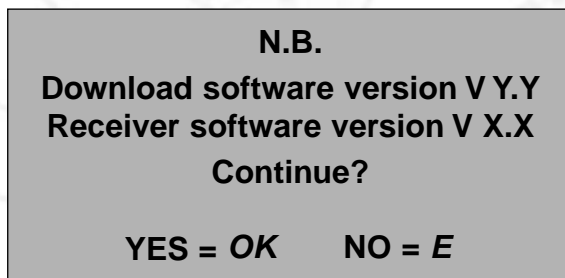 N.B.
Download software version V Y.Y
Receiver software version V X.X
Continue?
YES = OK NO = E